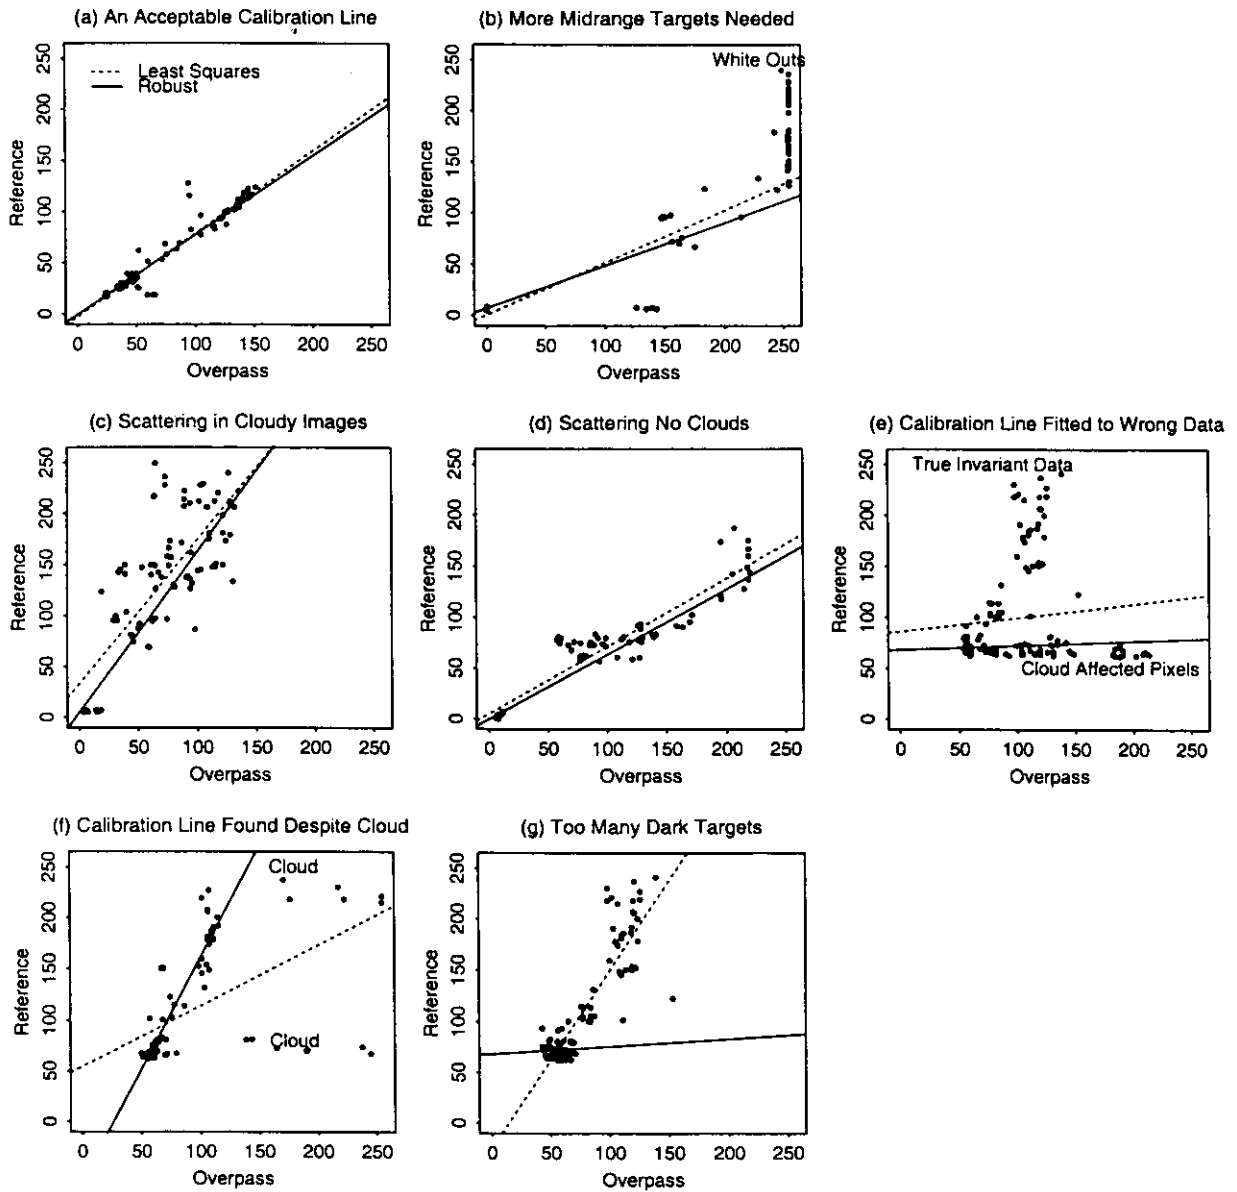 (a) An Acceptable Calibration Line
Reference
0
50
100
150
200
250
Least Squares
Robust
0 50 100 150 200 250
Overpass
(b) More Midrange Targets Needed
Reference
0
50
100
150
200
250
White Outs
0 50 100 150 200 250
Overpass
(c) Scattering in Cloudy Images
Reference
0
50
100
150
200
250
0 50 100 150 200 250
Overpass
(d) Scattering No Clouds
Reference
0
50
100
150
200
250
0 50 100 150 200 250
Overpass
(e) Calibration Line Fitted to Wrong Data
Reference
0
50
100
150
200
250
True Invariant Data
Cloud Affected Pixels
0 50 100 150 200 250
Overpass
(f) Calibration Line Found Despite Cloud
Reference
0
50
100
150
200
250
Cloud
Cloud
0 50 100 150 200 250
Overpass
(g) Too Many Dark Targets
Reference
0
50
100
150
200
250
0 50 100 150 200 250
Overpass